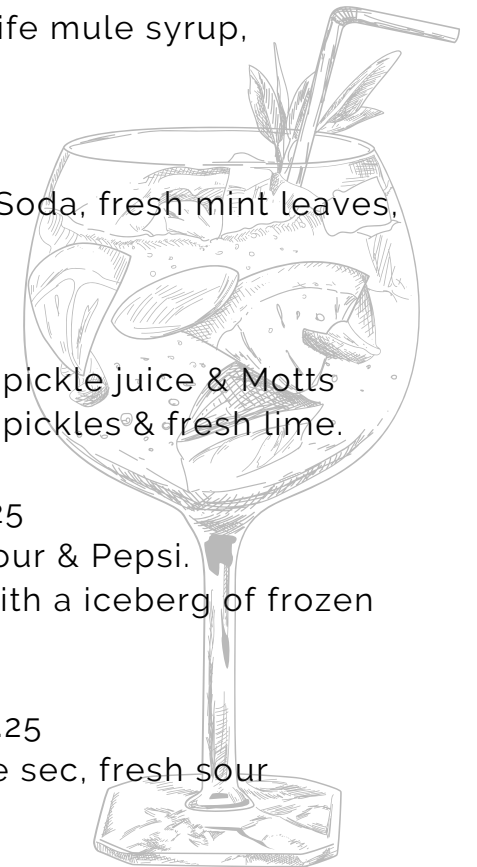 ife mule syrup,
Soda, fresh mint leaves,
pickle juice & Motts
pickles & fresh lime.
25
our & Pepsi.
ith a iceberg of frozen
.25
e sec, fresh sour